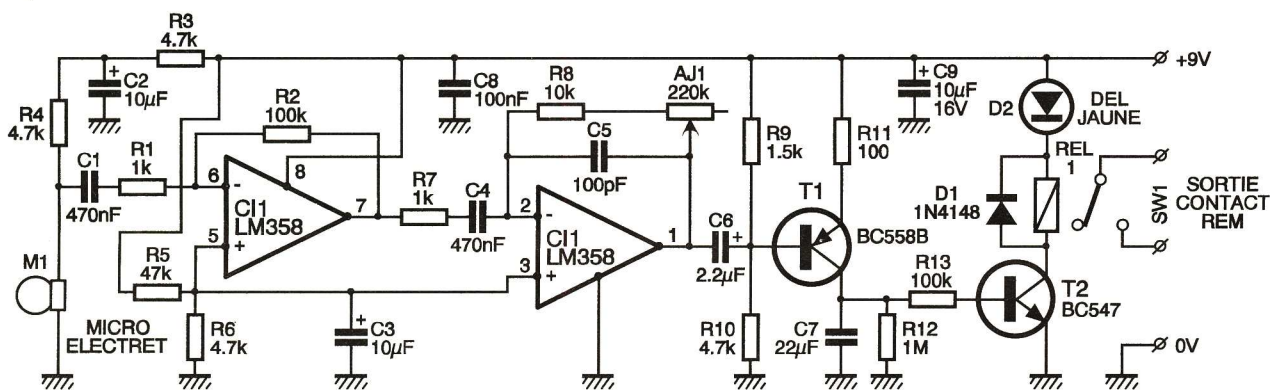 R3
4.7k
+
C2
10µF
R4
4.7k
C1
470nF
R1
1k
R2
100k
6
-
8
CI1
LM358
7
5
+
M1
MICRO
ELECTRET
R5
47k
R6
4.7k
+
C3
10µF
R7
1k
C4
470nF
C8
100nF
R8
10k
AJ1
220k
C5
100pF
2
-
CI1
LM358
1
3
+
C6
+
2.2µF
R9
1.5k
R10
4.7k
R11
100
T1
BC558B
C7
22µF
R12
1M
R13
100k
+
C9
10µF
16V
D2
DEL
JAUNE
D1
1N4148
REL
1
T2
BC547
+9V
SW1
SORTIE
CONTACT
REM
0V